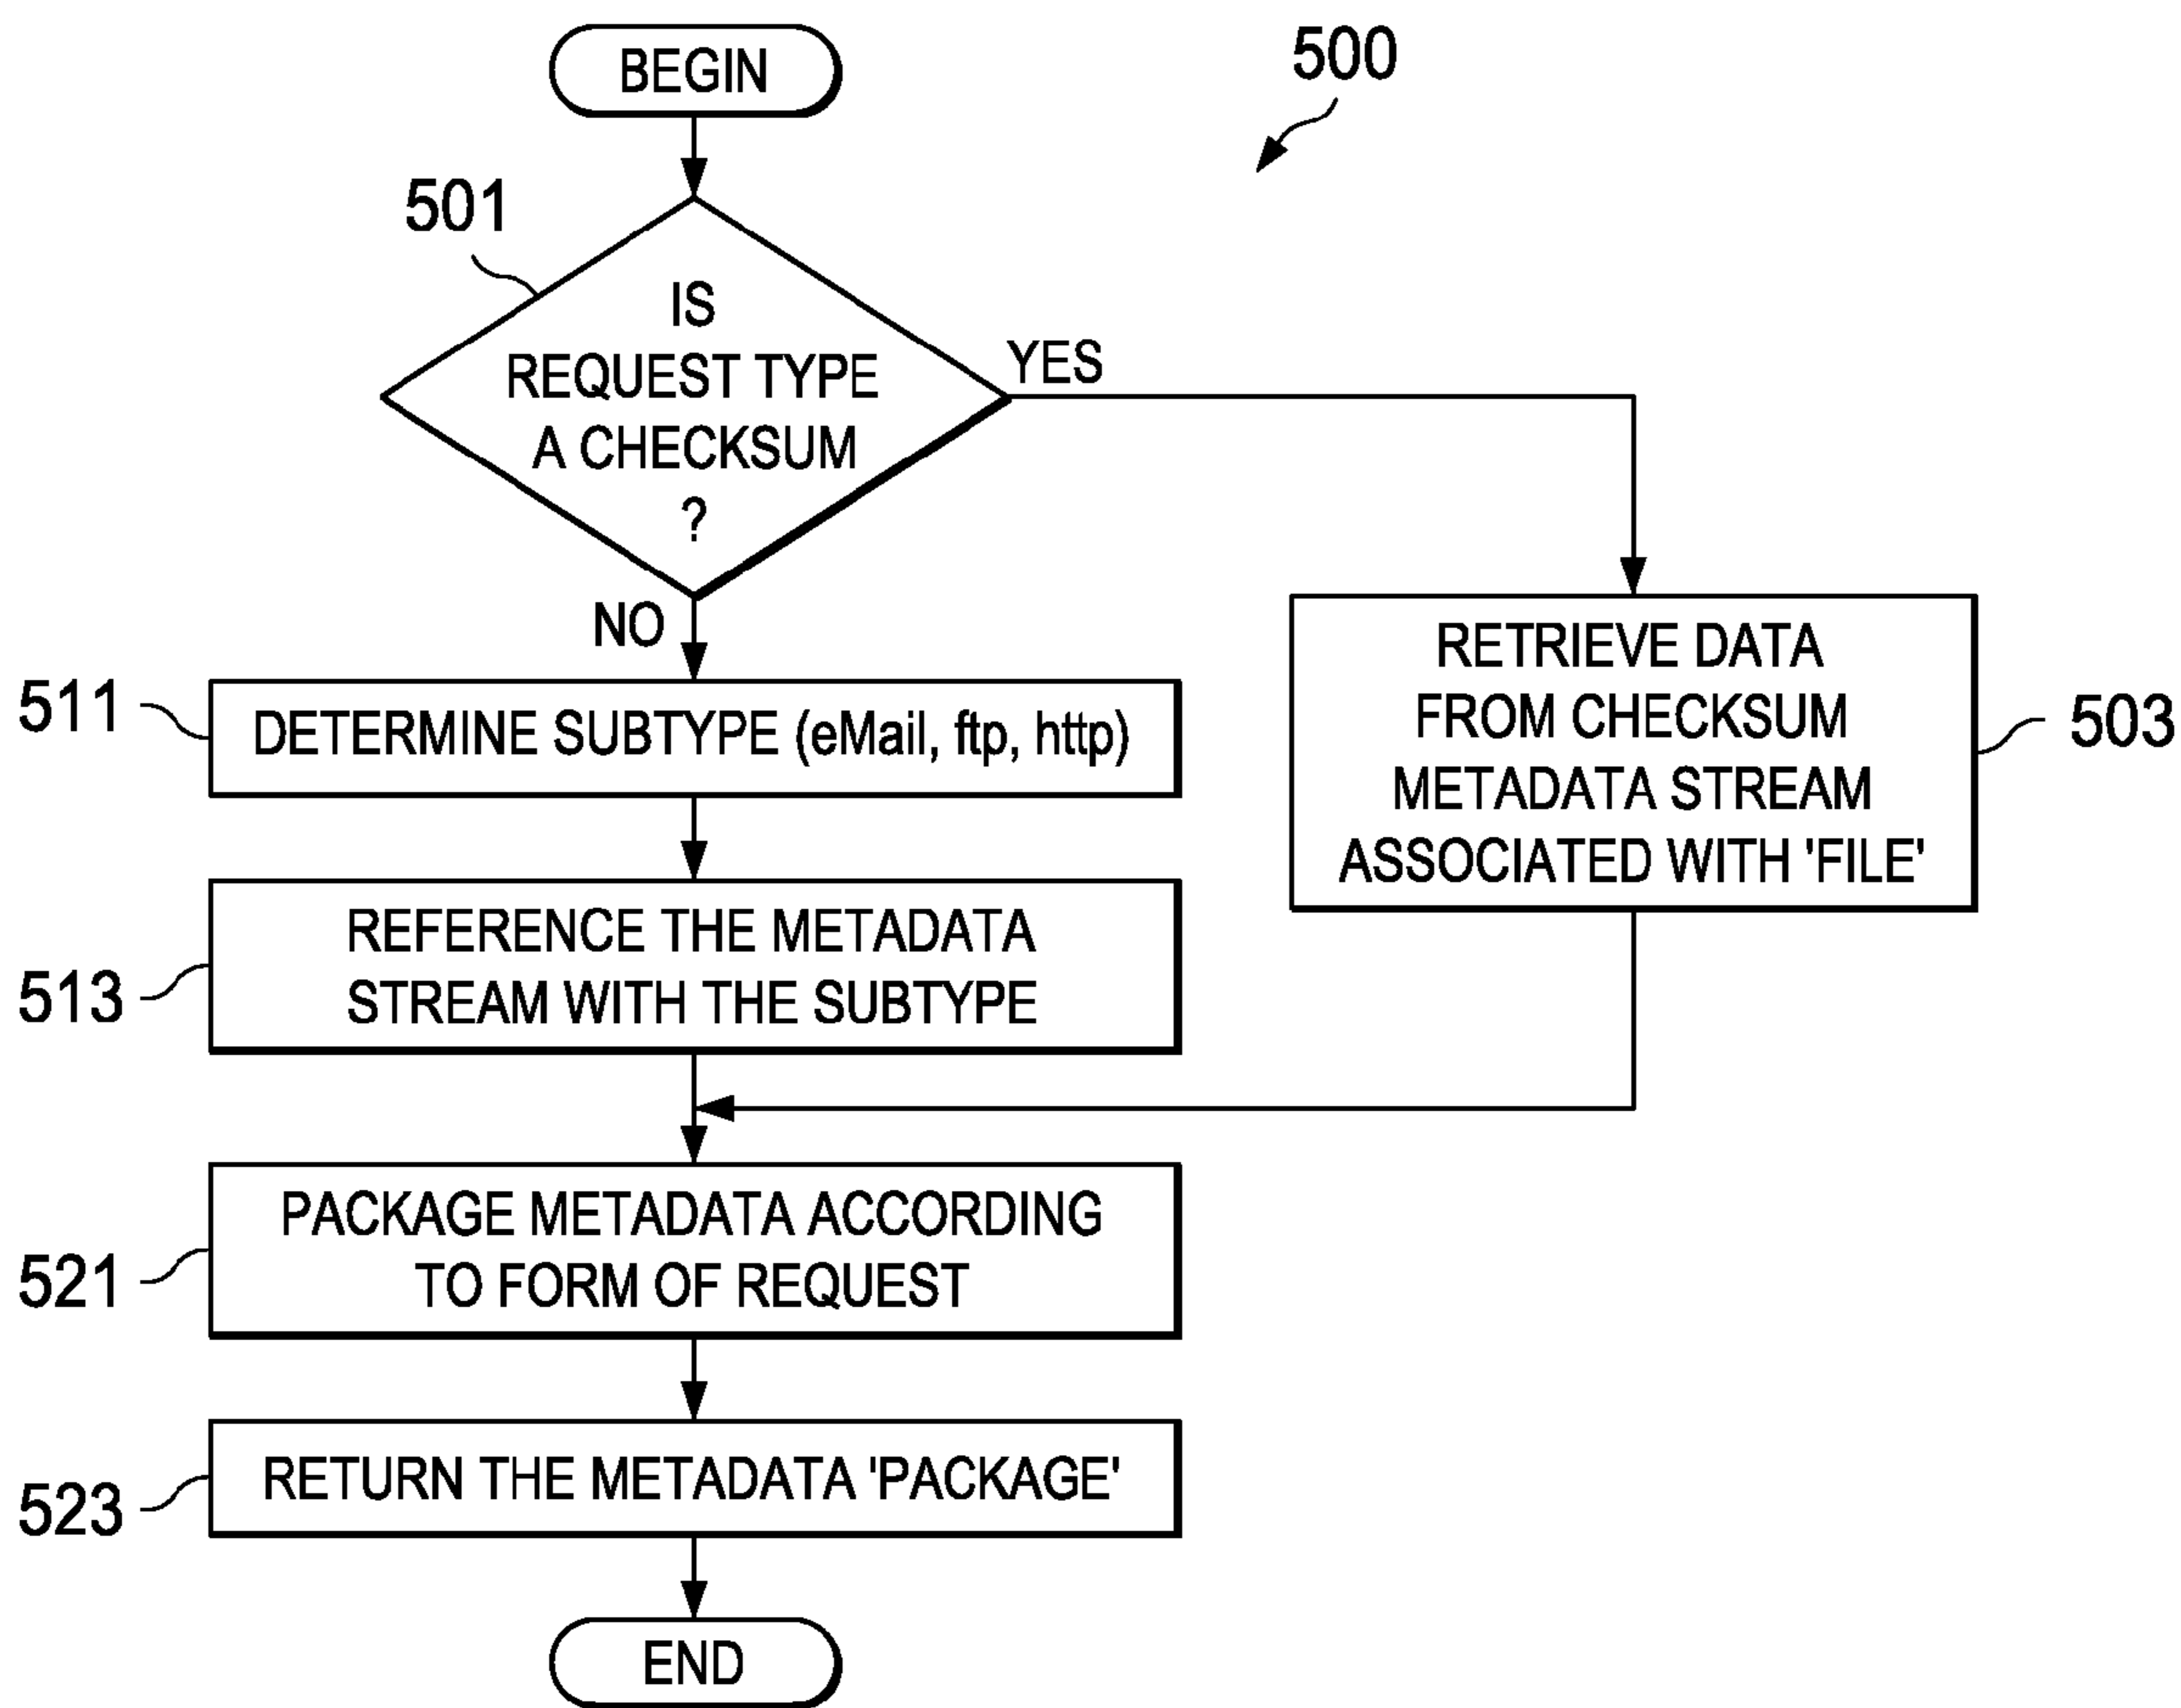 BEGIN
500
501
IS
REQUEST TYPE
A CHECKSUM
?
YES
NO
511
DETERMINE SUBTYPE (eMail, ftp, http)
RETRIEVE DATA
FROM CHECKSUM
METADATA STREAM
ASSOCIATED WITH 'FILE'
503
513
REFERENCE THE METADATA
STREAM WITH THE SUBTYPE
521
PACKAGE METADATA ACCORDING
TO FORM OF REQUEST
523
RETURN THE METADATA 'PACKAGE'
END